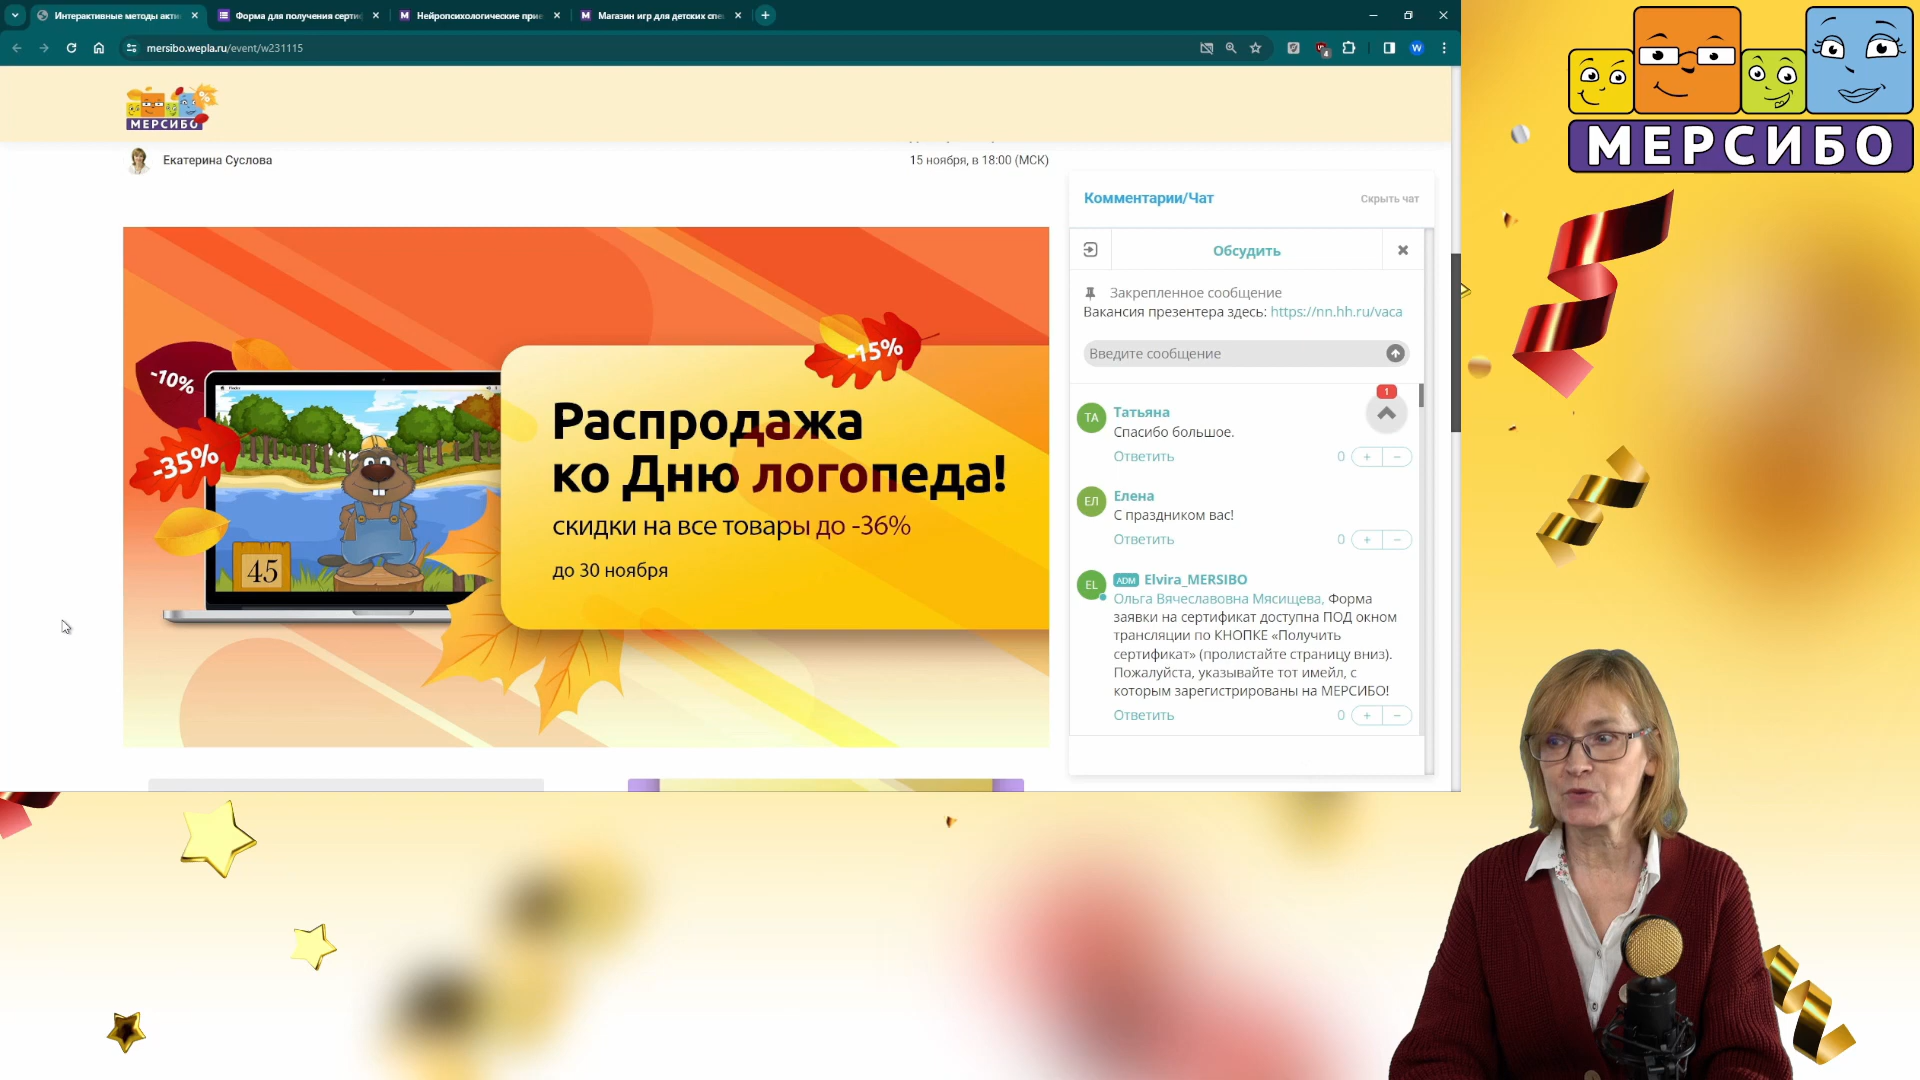 Интерактивные методы акти
Форма для получения серти
Нейропсихологические при
Магазин игр для детских спе
mersibo.wepla.ru/event/w231115
4
W
МЕРСИБО
МЕРСИБО
Екатерина Суслова
15 ноября, в 18:00 (МСК)
-10%
-35%
-15%
45
Распродажа
ко Дню логопеда!
скидки на все товары до -36%
до 30 ноября
Комментарии/Чат
Скрыть чат
Обсудить
Закрепленное сообщение
Вакансия презентера здесь: https://nn.hh.ru/vaca
Введите сообщение
1
ТА
Татьяна
Спасибо большое.
Ответить
0 + −
ЕЛ
Елена
С праздником вас!
Ответить
0 + −
EL
ADM Elvira_MERSIBO
Ольга Вячеславовна Мясищева, Форма
заявки на сертификат доступна ПОД окном
трансляции по КНОПКЕ «Получить
сертификат» (пролистайте страницу вниз).
Пожалуйста, указывайте тот имейл, с
которым зарегистрированы на МЕРСИБО!
Ответить
0 + −